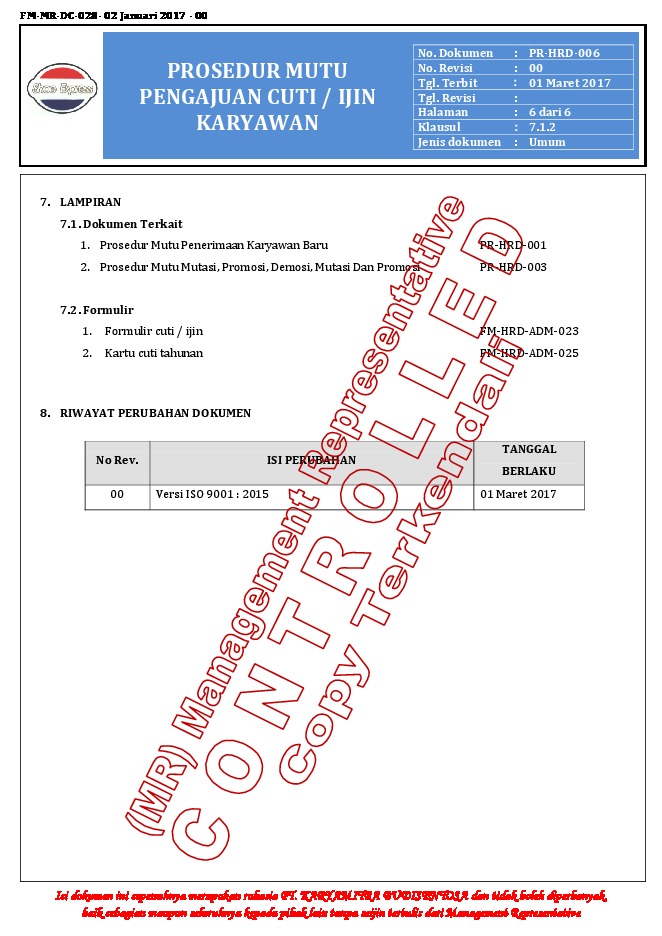 FM-MR-DC-028- 02 Januari 2017 - 00
Shoes Express
PROSEDUR MUTU
PENGAJUAN CUTI / IJIN
KARYAWAN
No. Dokumen : PR-HRD-006
No. Revisi : 00
Tgl. Terbit : 01 Maret 2017
Tgl. Revisi :
Halaman : 6 dari 6
Klausul : 7.1.2
Jenis dokumen : Umum
7. LAMPIRAN
7.1. Dokumen Terkait
1. Prosedur Mutu Penerimaan Karyawan Baru PR-HRD-001
2. Prosedur Mutu Mutasi, Promosi, Demosi, Mutasi Dan Promosi PR-HRD-003
7.2. Formulir
1. Formulir cuti / ijin FM-HRD-ADM-023
2. Kartu cuti tahunan FM-HRD-ADM-025
8. RIWAYAT PERUBAHAN DOKUMEN
No Rev. ISI PERUBAHAN TANGGAL BERLAKU
00 Versi ISO 9001 : 2015 01 Maret 2017
(MR) Management Representative
CONTROLLED
Copy Terkendali
Isi dokumen ini sepenuhnya merupakan rahasia PT. KARYAMITRA BUDISENTOSA dan tidak boleh diperbanyak,
baik sebagian maupun seluruhnya kepada pihak lain tanpa seijin tertulis dari Management Representative